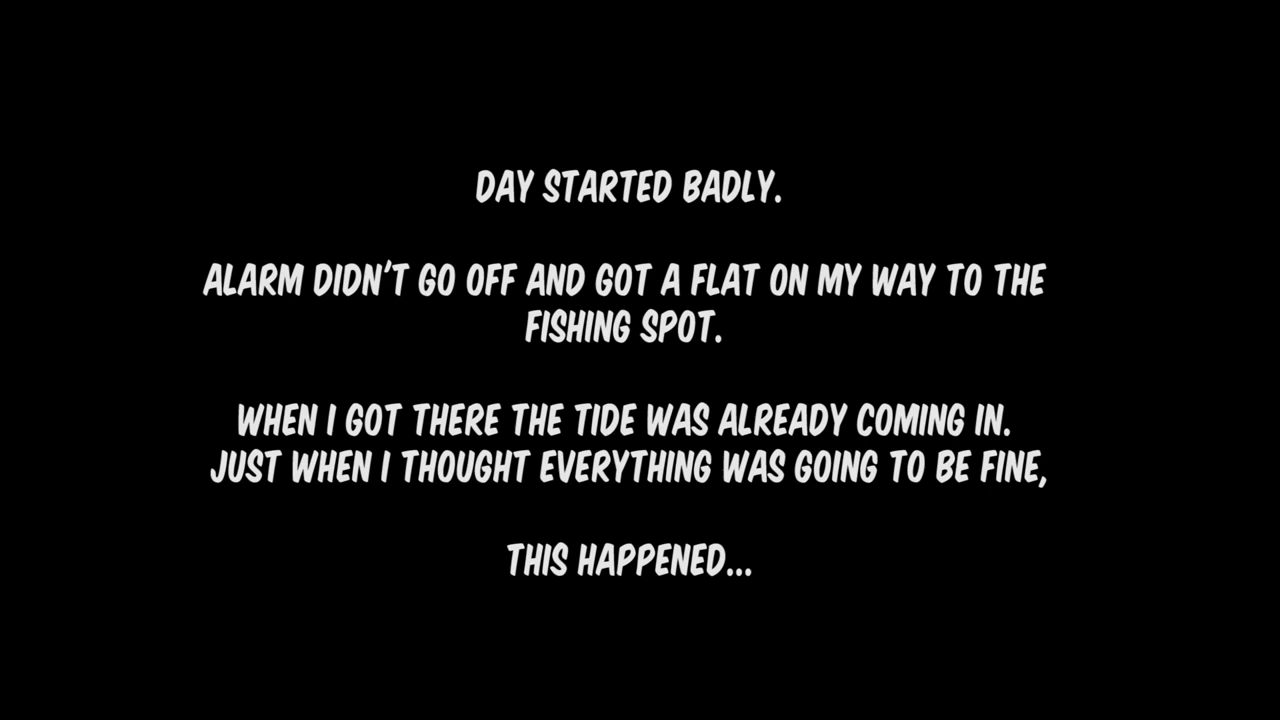 DAY STARTED BADLY.
ALARM DIDN'T GO OFF AND GOT A FLAT ON MY WAY TO THE
FISHING SPOT.
WHEN I GOT THERE THE TIDE WAS ALREADY COMING IN.
JUST WHEN I THOUGHT EVERYTHING WAS GOING TO BE FINE,
THIS HAPPENED...